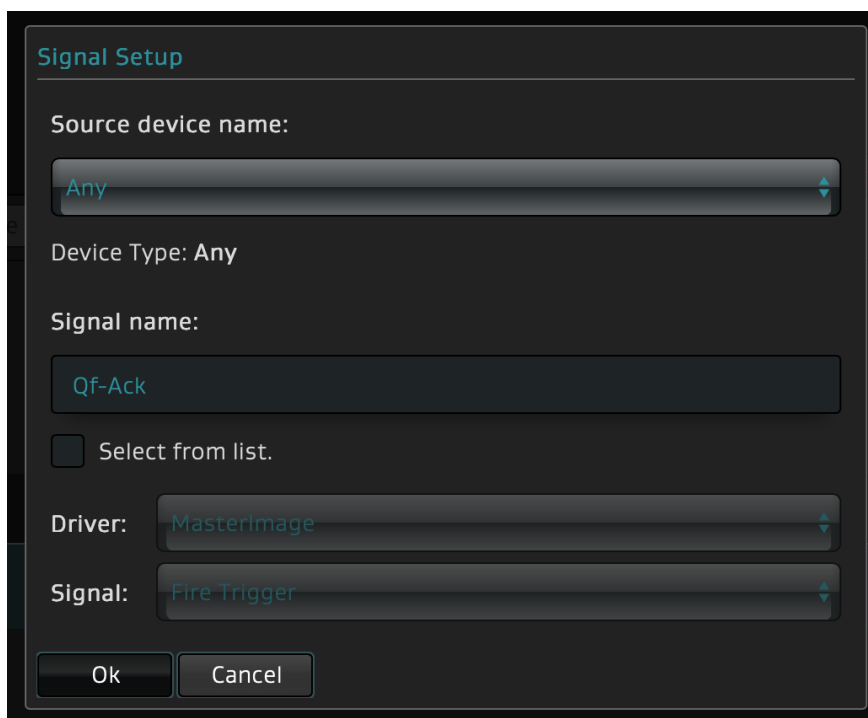 Signal Setup
Source device name:
Any
Device Type: Any
Signal name:
Qf-Ack
Select from list.
Driver: MasterImage
Signal: Fire Trigger
Ok Cancel